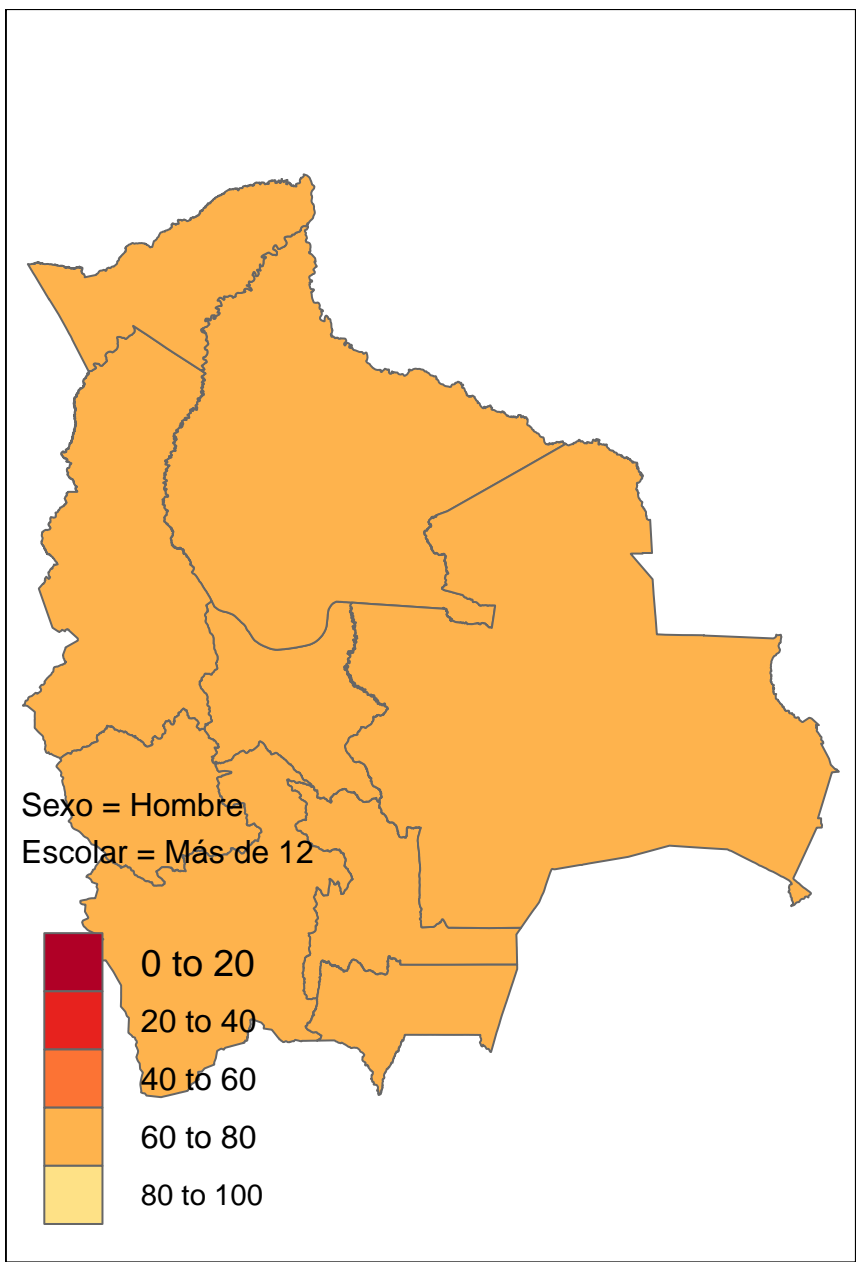 Sexo = Hombre
Escolar = Más de 12
0 to 20
20 to 40
40 to 60
60 to 80
80 to 100